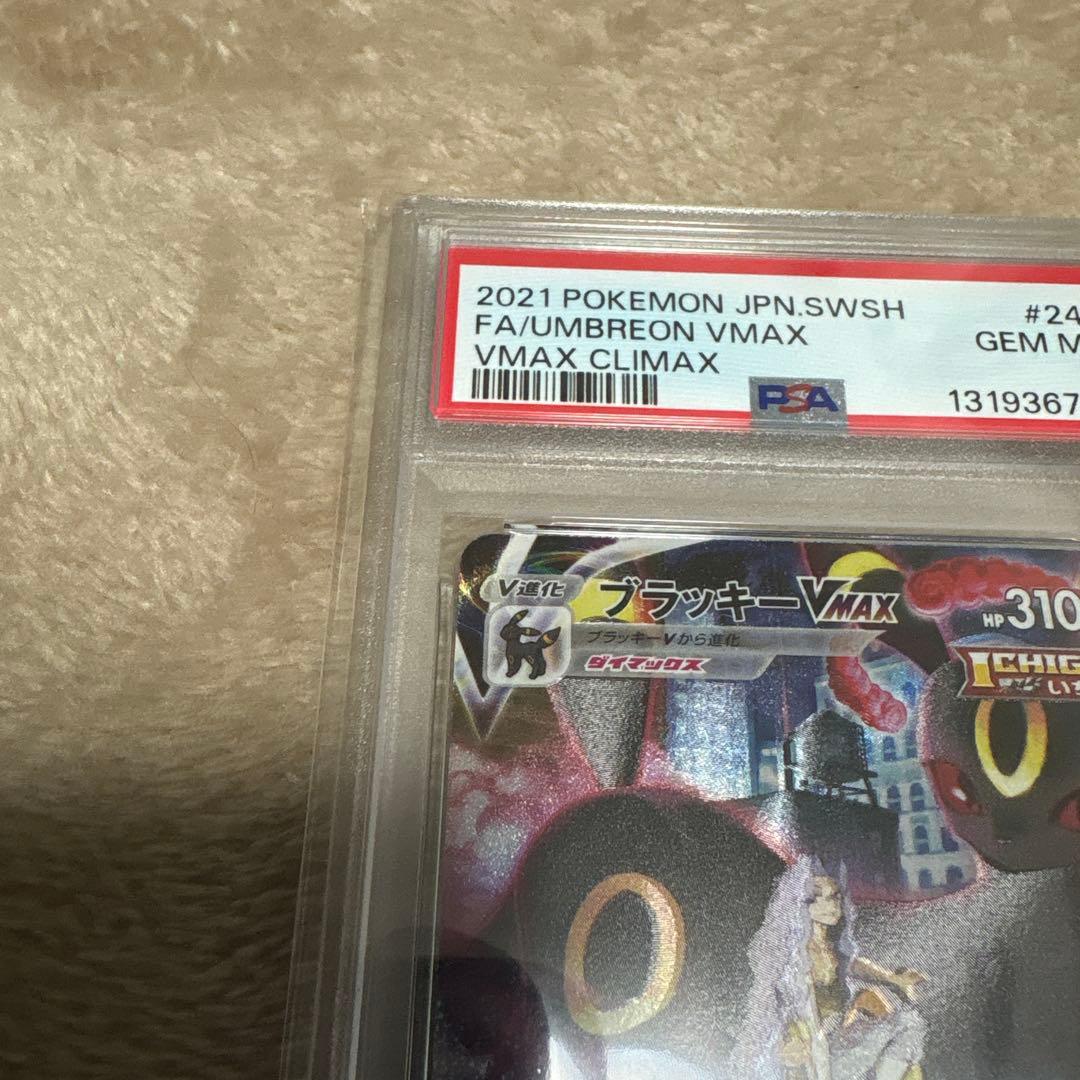 2021 POKEMON JPN.SWSH #24
FA/UMBREON VMAX GEM M
VMAX CLIMAX
PSA 1319367
V進化 ブラッキーVMAX HP310
ブラッキーVから進化
ダイマックス
ICHIG